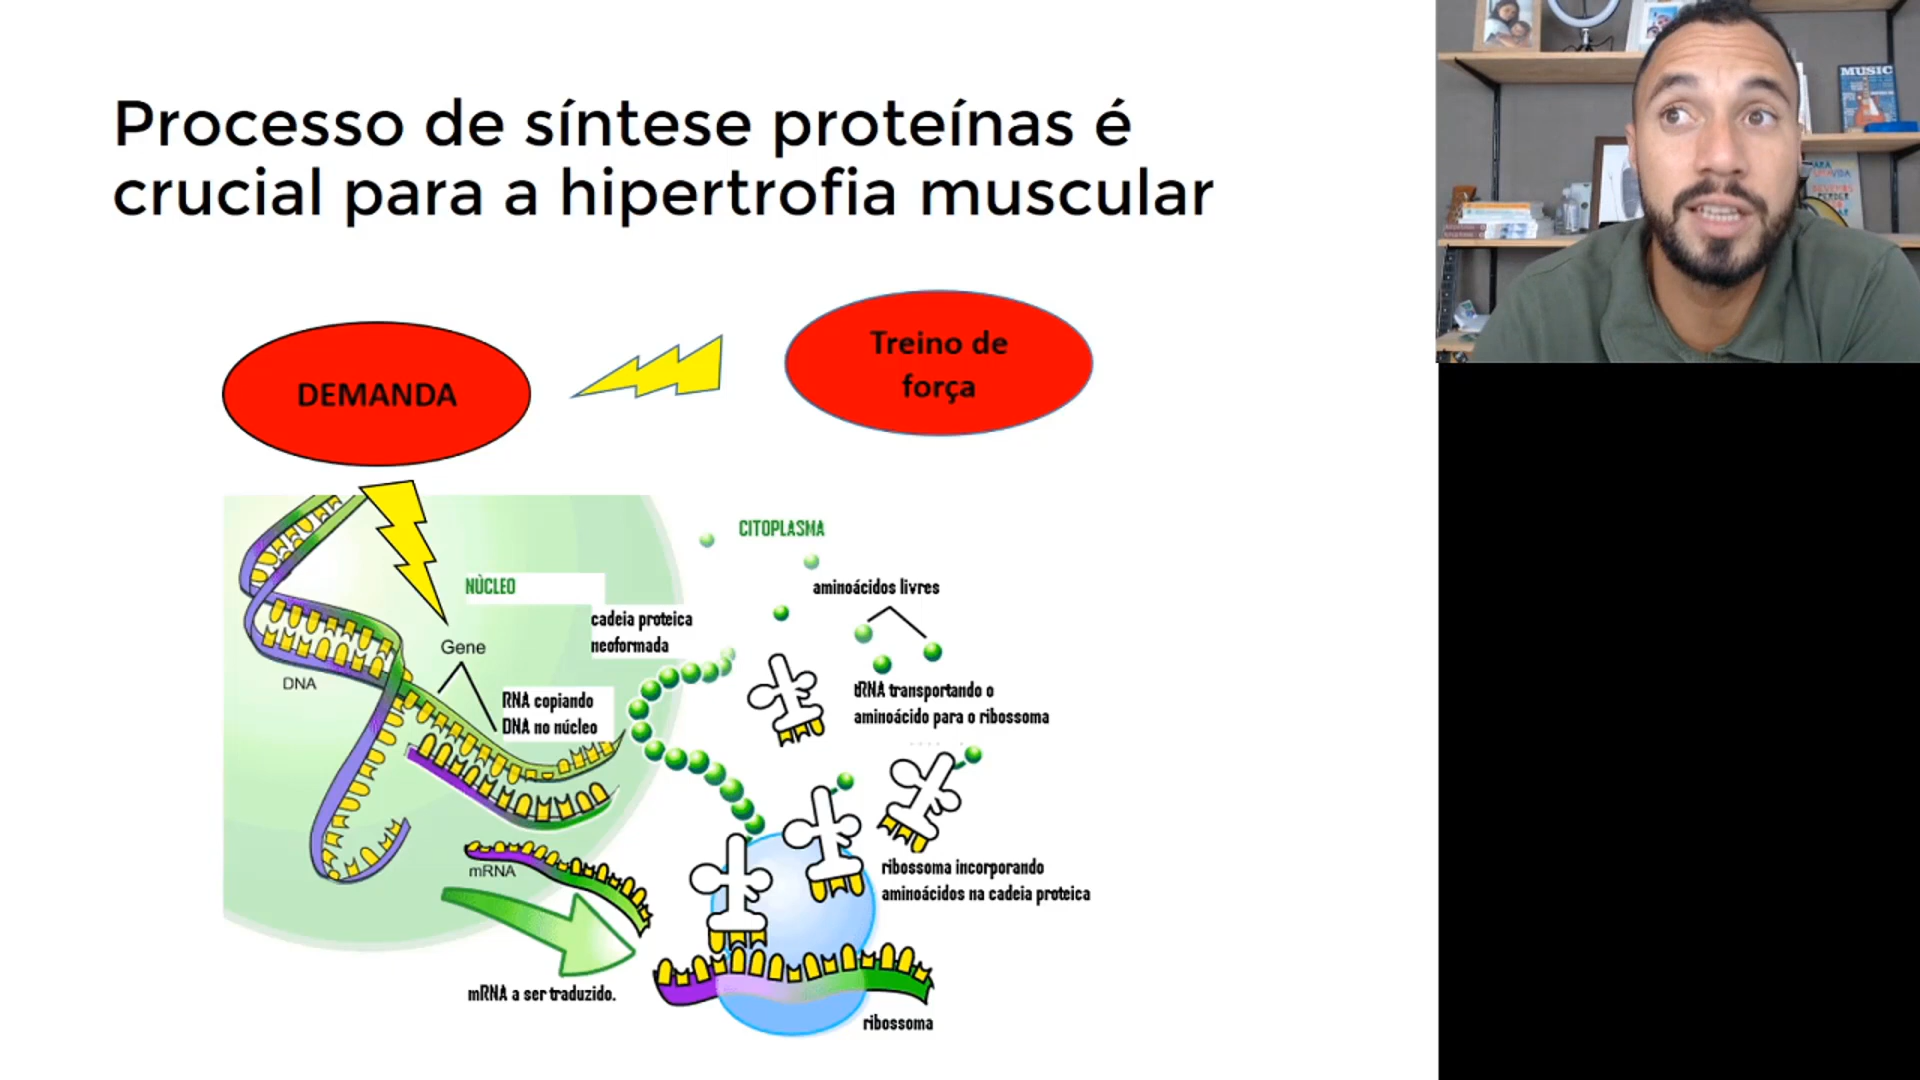 Processo de síntese proteínas é
crucial para a hipertrofia muscular
DEMANDA
Treino de
força
CITOPLASMA
NÙCLEO
aminoácidos livres
cadeia proteica
neoformada
Gene
DNA
RNA copiando
DNA no núcleo
tRNA transportando o
aminoácido para o ribossoma
mRNA
ribossoma incorporando
aminoácidos na cadeia proteica
mRNA a ser traduzido.
ribossoma
MUSIC